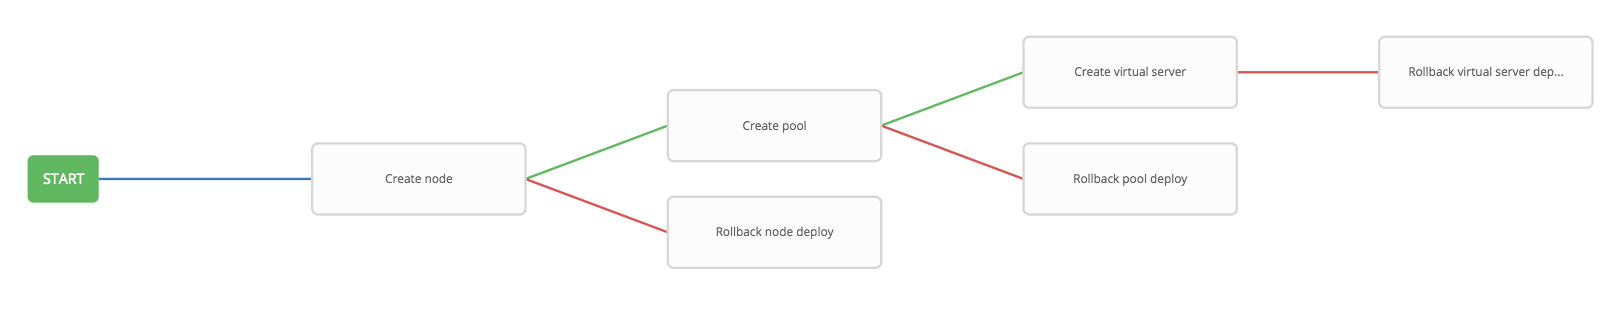 START
Create node
Create pool
Rollback node deploy
Create virtual server
Rollback pool deploy
Rollback virtual server dep...